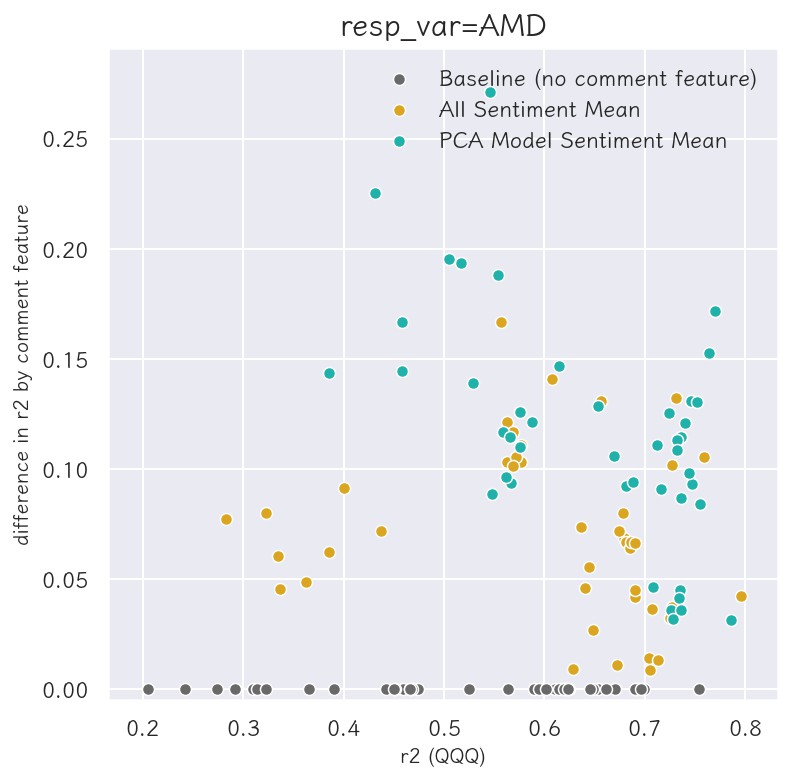 resp_var=AMD
Baseline (no comment feature)
All Sentiment Mean
PCA Model Sentiment Mean
difference in r2 by comment feature
0.25
0.20
0.15
0.10
0.05
0.00
0.2 0.3 0.4 0.5 0.6 0.7 0.8
r2 (QQQ)